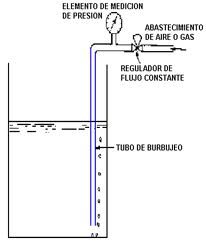 ELEMENTO DE MEDICION
DE PRESION
ABASTECIMIENTO
DE AIRE O GAS
REGULADOR DE
FLUJO CONSTANTE
TUBO DE BURBUJEO